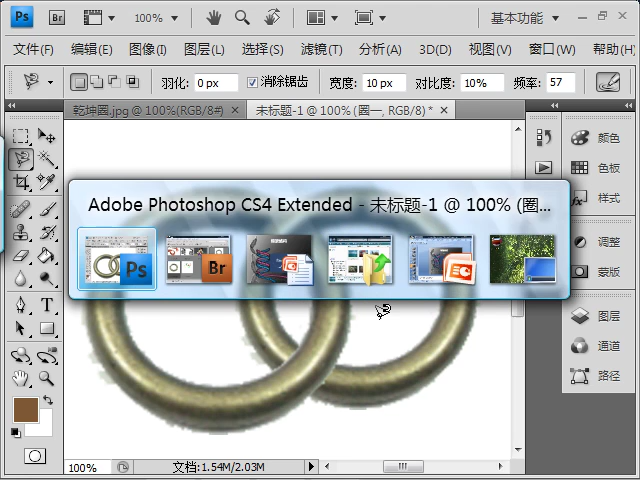 Ps Br 100% 基本功能
文件(F) 编辑(E) 图像(I) 图层(L) 选择(S) 滤镜(T) 分析(A) 3D(D) 视图(V) 窗口(W) 帮助(H)
羽化: 0 px 消除锯齿 宽度: 10 px 对比度: 10% 频率: 57
乾坤圈.jpg @ 100%(RGB/8#) 未标题-1 @ 100% (圈一, RGB/8) *
颜色
色板
样式
Adobe Photoshop CS4 Extended - 未标题-1 @ 100% (圈...
Ps Br
调整
蒙版
T
图层
通道
路径
100% 文档:1.54M/2.03M